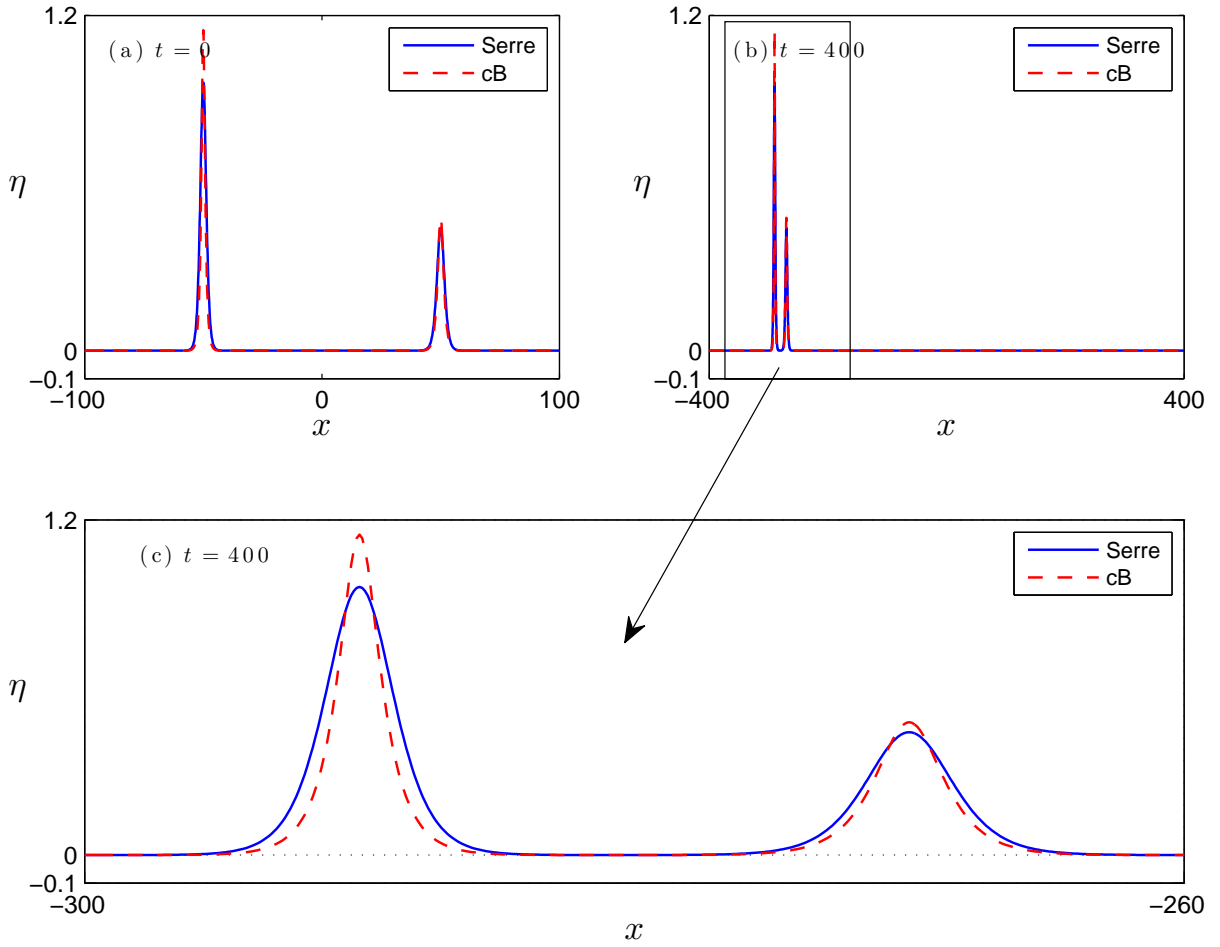 1.2
(a) t = 0
Serre
cB
η
0
−0.1
−100
0
100
x
1.2
(b) t = 400
Serre
cB
η
0
−0.1
−400
400
x
1.2
(c) t = 400
Serre
cB
η
0
−0.1
−300
−260
x